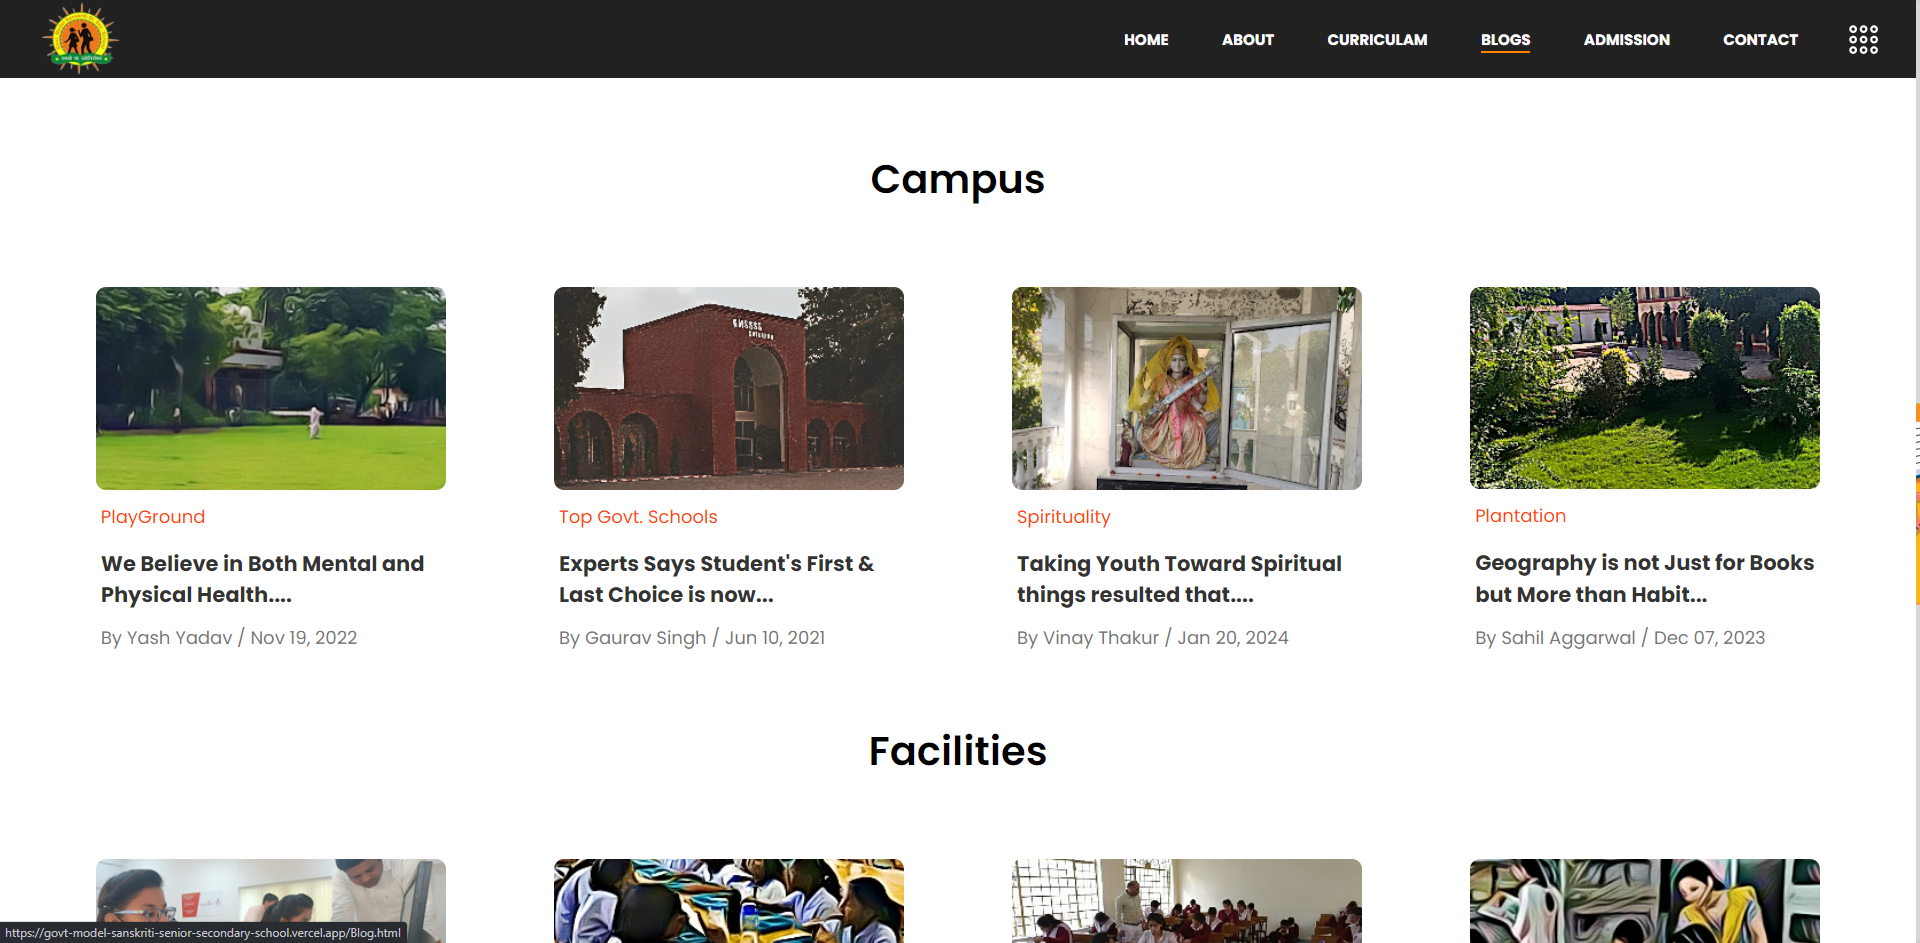 HOME ABOUT CURRICULAM BLOGS ADMISSION CONTACT
Campus
PlayGround
We Believe in Both Mental and
Physical Health....
By Yash Yadav / Nov 19, 2022
Top Govt. Schools
Experts Says Student's First &
Last Choice is now...
By Gaurav Singh / Jun 10, 2021
Spirituality
Taking Youth Toward Spiritual
things resulted that....
By Vinay Thakur / Jan 20, 2024
Plantation
Geography is not Just for Books
but More than Habit...
By Sahil Aggarwal / Dec 07, 2023
Facilities
https://govt-model-sanskriti-senior-secondary-school.vercel.app/Blog.html